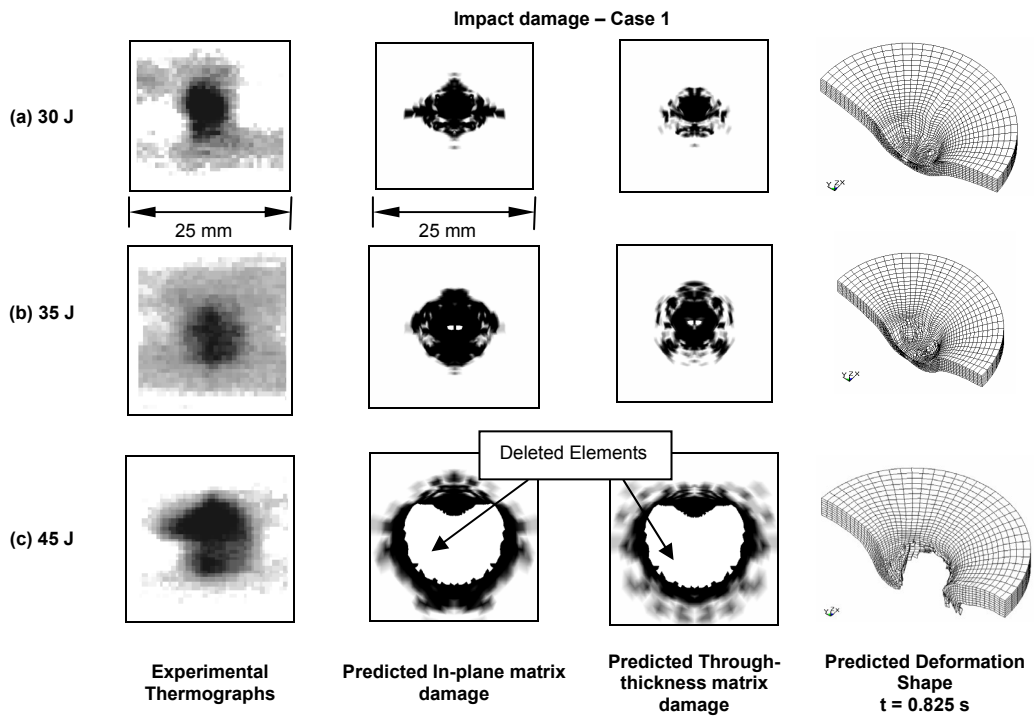 Impact damage – Case 1
(a) 30 J
25 mm
25 mm
(b) 35 J
Deleted Elements
(c) 45 J
Experimental
Thermographs
Predicted In-plane matrix
damage
Predicted Through-
thickness matrix
damage
Predicted Deformation
Shape
t = 0.825 s